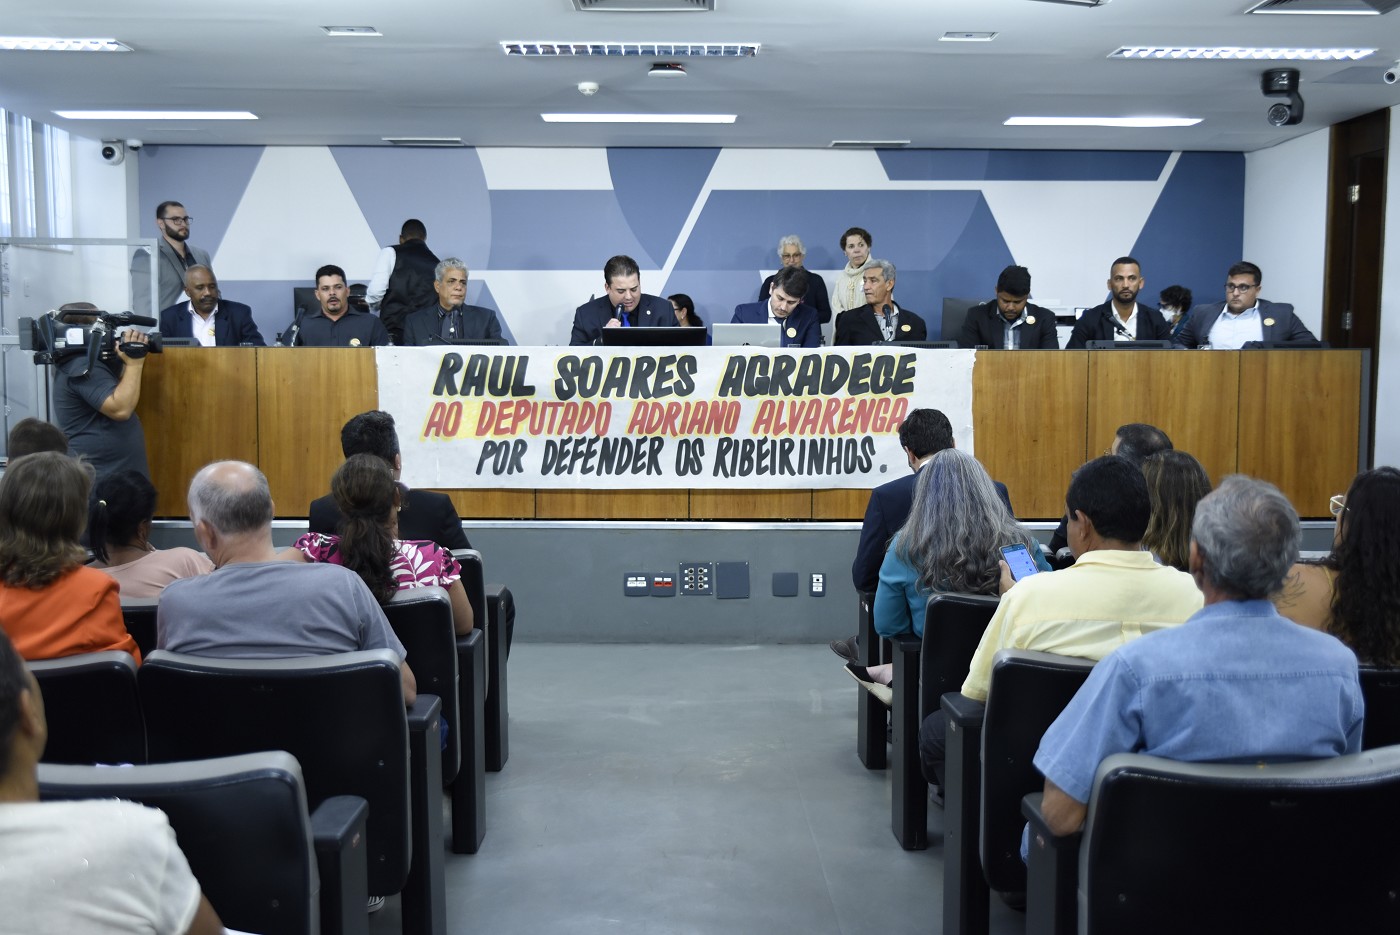 RAUL SOARES AGRADECE
AO DEPUTADO ADRIANO ALVARENGA
POR DEFENDER OS RIBEIRINHOS.